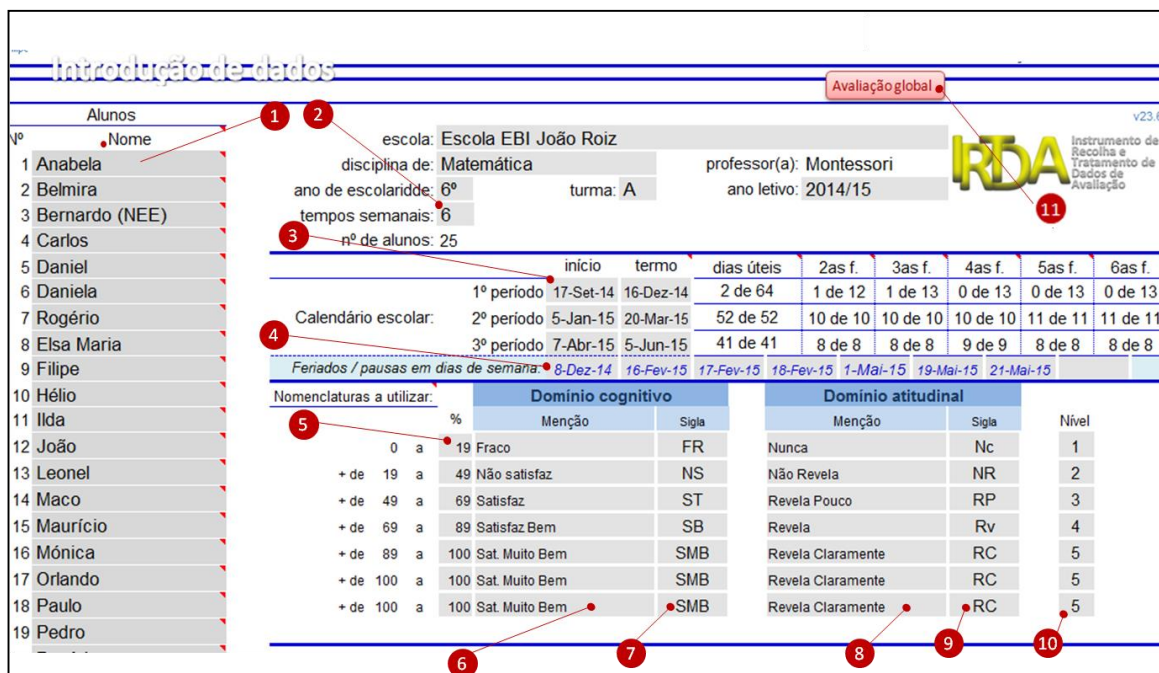 Introdução de dados
Avaliação global
11
v23.6
Alunos
Nº Nome
1
2
1 Anabela
2 Belmira
3 Bernardo (NEE)
4 Carlos
5 Daniel
6 Daniela
7 Rogério
8 Elsa Maria
9 Filipe
10 Hélio
11 Ilda
12 João
13 Leonel
14 Maco
15 Maurício
16 Mónica
17 Orlando
18 Paulo
19 Pedro
escola: Escola EBI João Roiz
disciplina de: Matemática professor(a): Montessori
ano de escolaridde: 6º turma: A ano letivo: 2014/15
tempos semanais: 6
nº de alunos: 25
IRTDA
Instrumento de
Recolha e
Tratamento de
Dados de
Avaliação
3
início termo dias úteis 2as f. 3as f. 4as f. 5as f. 6as f.
1º período 17-Set-14 16-Dez-14 2 de 64 1 de 12 1 de 13 0 de 13 0 de 13 0 de 13
Calendário escolar: 2º período 5-Jan-15 20-Mar-15 52 de 52 10 de 10 10 de 10 10 de 10 11 de 11 11 de 11
3º período 7-Abr-15 5-Jun-15 41 de 41 8 de 8 8 de 8 9 de 9 8 de 8 8 de 8
4
Feriados / pausas em dias de semana: 8-Dez-14 16-Fev-15 17-Fev-15 18-Fev-15 1-Mai-15 19-Mai-15 21-Mai-15
Nomenclaturas a utilizar: Domínio cognitivo Domínio atitudinal
5
% Menção Sigla Menção Sigla Nível
0 a 19 Fraco FR Nunca Nc 1
+ de 19 a 49 Não satisfaz NS Não Revela NR 2
+ de 49 a 69 Satisfaz ST Revela Pouco RP 3
+ de 69 a 89 Satisfaz Bem SB Revela Rv 4
+ de 89 a 100 Sat. Muito Bem SMB Revela Claramente RC 5
+ de 100 a 100 Sat. Muito Bem SMB Revela Claramente RC 5
+ de 100 a 100 Sat. Muito Bem SMB Revela Claramente RC 5
6 7 8 9 10